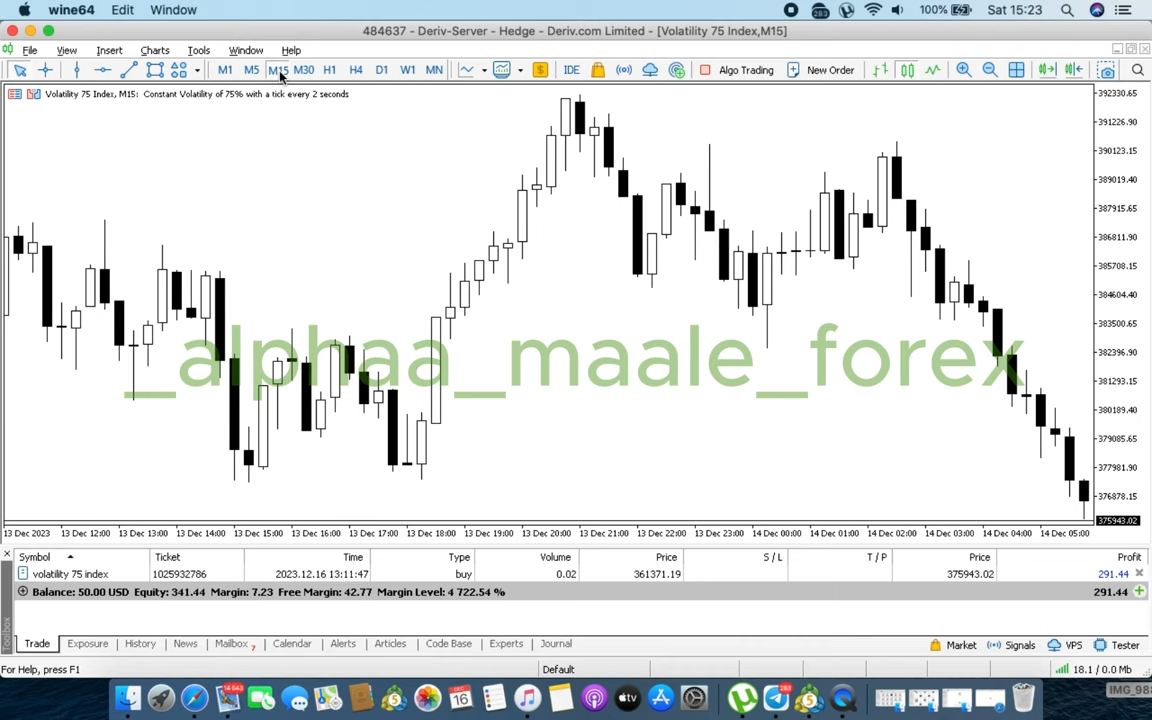 wine64 Edit Window 100% Sat 15:23
484637 - Deriv-Server - Hedge - Deriv.com Limited - [Volatility 75 Index,M15]
File View Insert Charts Tools Window Help
M1 M5 M15 M30 H1 H4 D1 W1 MN IDE Algo Trading New Order
Volatility 75 Index, M15: Constant Volatility of 75% with a tick every 2 seconds
392330.65
391226.90
390123.15
389019.40
387915.65
386811.90
385708.15
384604.40
383500.65
382396.90
381293.15
380189.40
379085.65
377981.90
376878.15
375943.02
_alphaa_maale_forex
13 Dec 2023 13 Dec 12:00 13 Dec 13:00 13 Dec 14:00 13 Dec 15:00 13 Dec 16:00 13 Dec 17:00 13 Dec 18:00 13 Dec 19:00 13 Dec 20:00 13 Dec 21:00 13 Dec 22:00 13 Dec 23:00 14 Dec 00:00 14 Dec 01:00 14 Dec 02:00 14 Dec 03:00 14 Dec 04:00 14 Dec 05:00
Symbol Ticket Time Type Volume Price S / L T / P Price Profit
volatility 75 index 1025932786 2023.12.16 13:11:47 buy 0.02 361371.19 375943.02 291.44
Balance: 50.00 USD Equity: 341.44 Margin: 7.23 Free Margin: 42.77 Margin Level: 4 722.54 % 291.44
Toolbox
Trade Exposure History News Mailbox 7 Calendar Alerts Articles Code Base Experts Journal Market Signals VPS Tester
For Help, press F1 Default 18.1 / 0.0 Mb